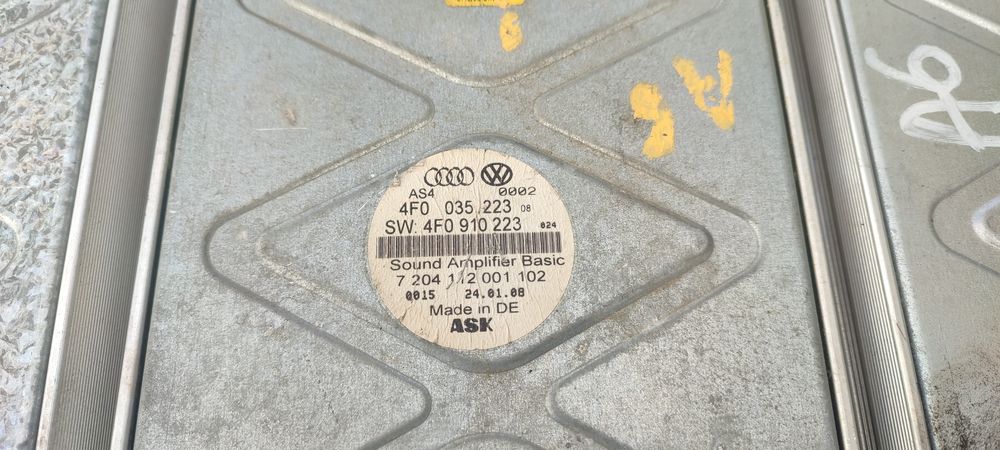 A6
AS4 0002
4F0 035 223 08
SW: 4F0 910 223 024
Sound Amplifier Basic
7 204 112 001 102
0015 24.01.08
Made in DE
ASK